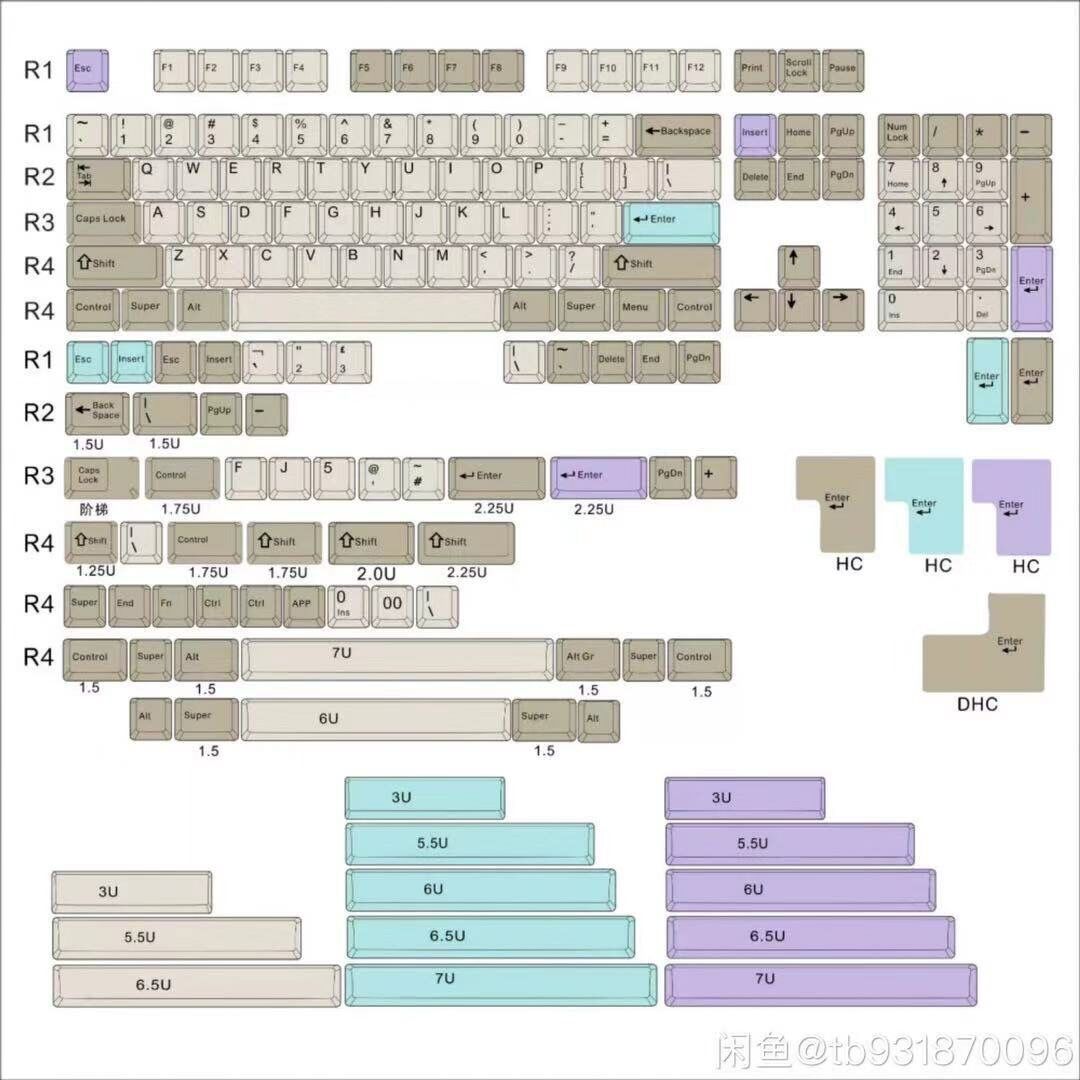 R1 Esc F1 F2 F3 F4 F5 F6 F7 F8 F9 F10 F11 F12 Print Scroll Lock Pause
R1 ~ ` ! 1 @ 2 # 3 $ 4 % 5 ^ 6 & 7 * 8 ( 9 ) 0 - - + = ←Backspace Insert Home PgUp Num Lock / * -
R2 Tab Q W E R T Y U I O P { [ } ] | \ Delete End PgDn 7 Home 8 ↑ 9 PgUp +
R3 Caps Lock A S D F G H J K L : ; " ' ↵ Enter 4 ← 5 6 →
R4 ⇧Shift Z X C V B N M < , > . ? / ⇧Shift ↑ 1 End 2 ↓ 3 PgDn Enter ↵
R4 Control Super Alt Alt Super Menu Control ← ↓ → 0 Ins . Del
R1 Esc Insert Esc Insert ¬ ` " 2 £ 3 | \ ~ ` Delete End PgDn Enter ↵ Enter ↵
R2 ← Back Space | \ PgUp -
1.5U 1.5U
R3 Caps Lock Control F J 5 @ ' ~ # ↵ Enter ↵ Enter PgDn + Enter ↵ Enter ↵ Enter ↵
阶梯 1.75U 2.25U 2.25U
R4 ⇧Shift | \ Control ⇧Shift ⇧Shift ⇧Shift HC HC HC
1.25U 1.75U 1.75U 2.0U 2.25U
R4 Super End Fn Ctrl Ctrl APP 0 Ins 00 | \
R4 Control Super Alt 7U Alt Gr Super Control Enter ↵
1.5 1.5 1.5 1.5
DHC
Alt Super 6U Super Alt
1.5 1.5
3U 3U
5.5U 5.5U
3U 6U 6U
5.5U 6.5U 6.5U
6.5U 7U 7U
闲鱼@tb931870096